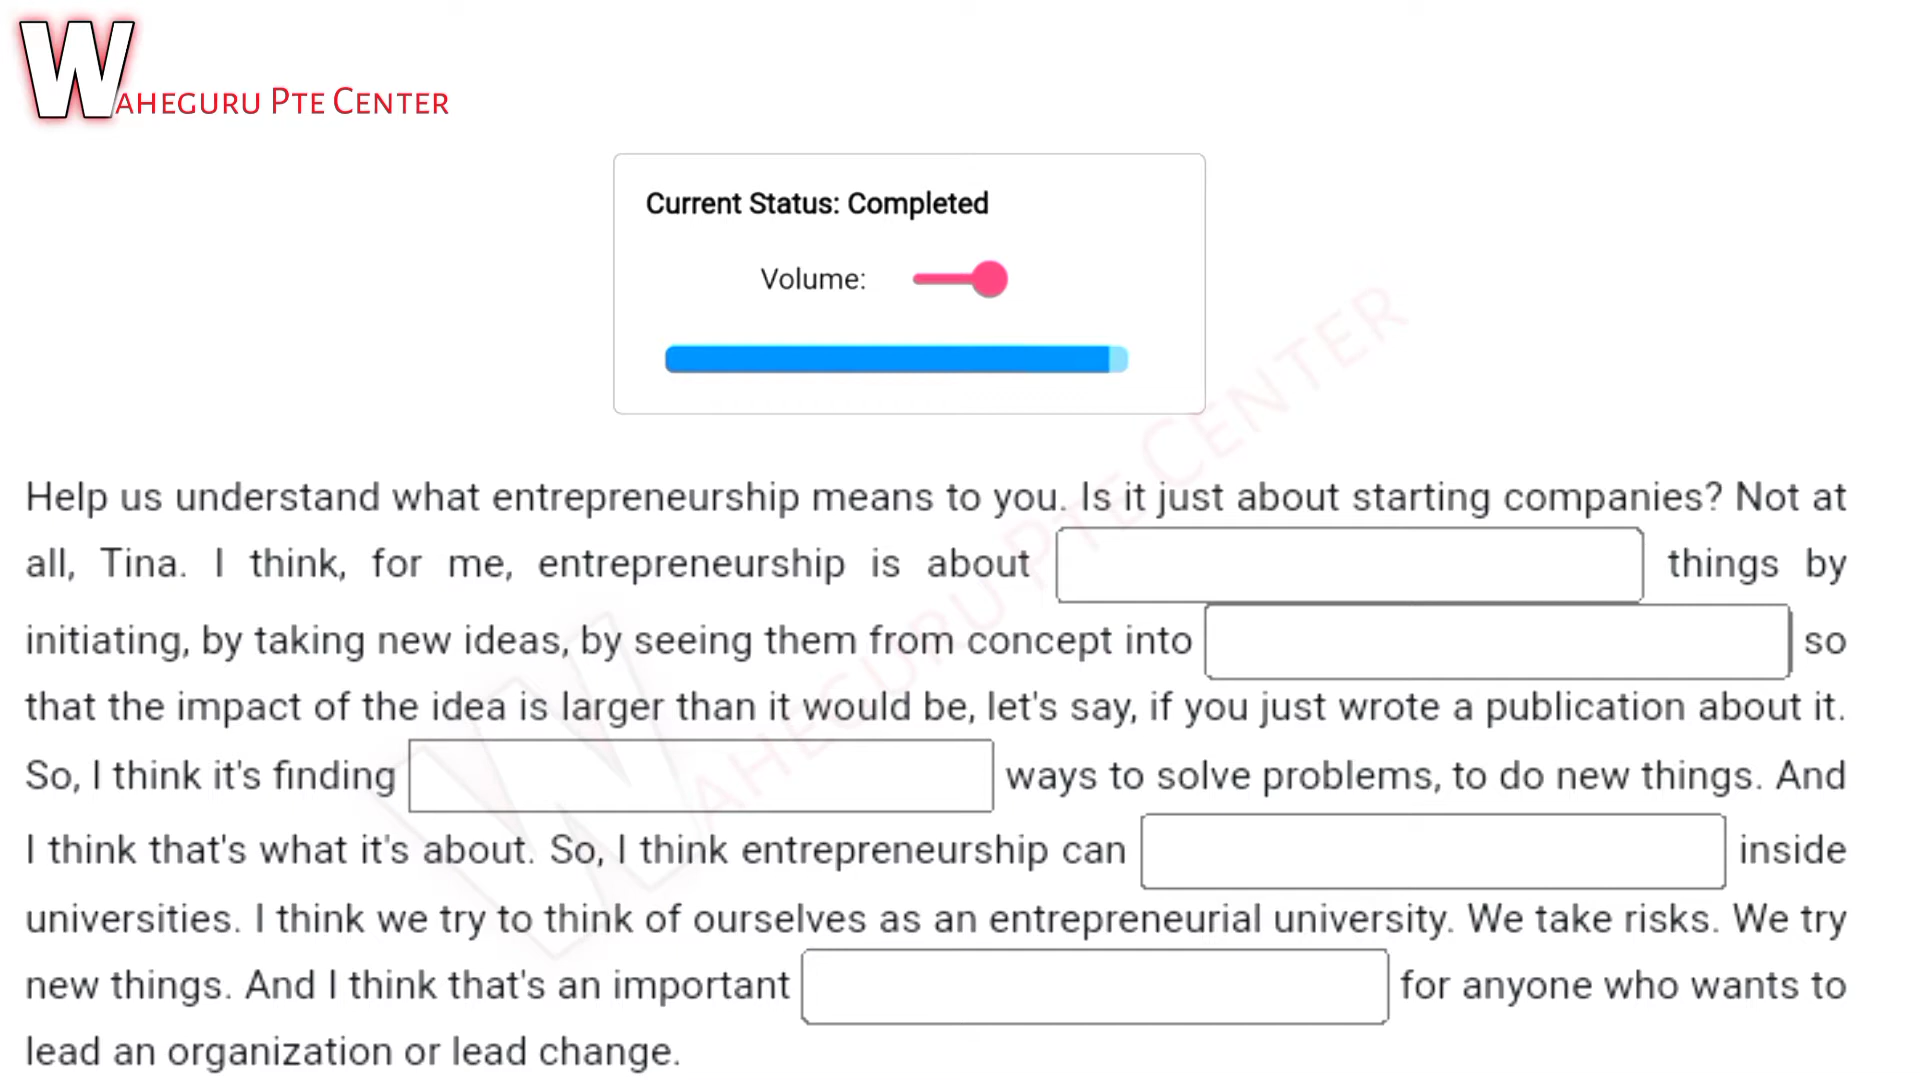 WAHEGURU PTE CENTER
Current Status: Completed
Volume:
Help us understand what entrepreneurship means to you. Is it just about starting companies? Not at
all, Tina. I think, for me, entrepreneurship is about things by
initiating, by taking new ideas, by seeing them from concept into so
that the impact of the idea is larger than it would be, let's say, if you just wrote a publication about it.
So, I think it's finding ways to solve problems, to do new things. And
I think that's what it's about. So, I think entrepreneurship can inside
universities. I think we try to think of ourselves as an entrepreneurial university. We take risks. We try
new things. And I think that's an important for anyone who wants to
lead an organization or lead change.
WAHEGURU PTE CENTER